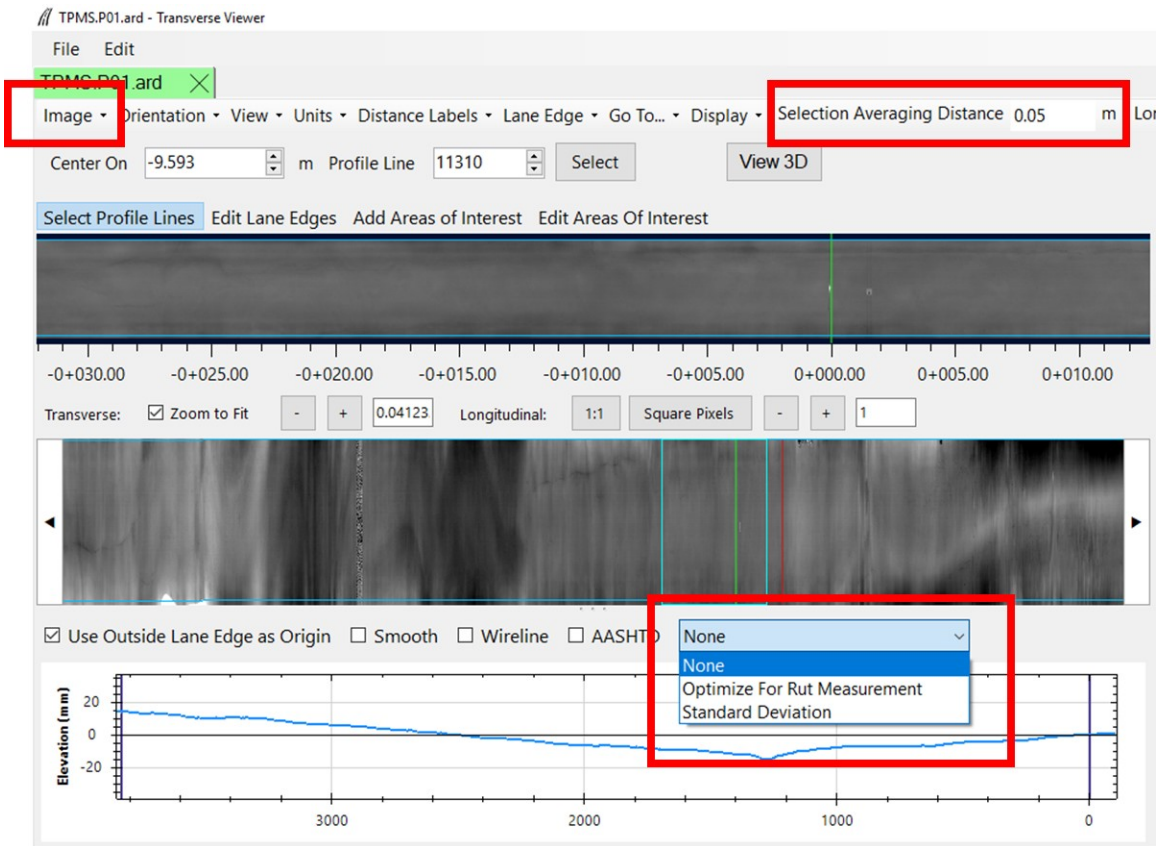 TPMS.P01.ard - Transverse Viewer
File Edit
TPMS.P01.ard
Image Orientation View Units Distance Labels Lane Edge Go To... Display Selection Averaging Distance 0.05 m Lon
Center On -9.593 m Profile Line 11310 Select View 3D
Select Profile Lines Edit Lane Edges Add Areas of Interest Edit Areas Of Interest
-0+030.00 -0+025.00 -0+020.00 -0+015.00 -0+010.00 -0+005.00 0+000.00 0+005.00 0+010.00
Transverse: Zoom to Fit - + 0.04123 Longitudinal: 1:1 Square Pixels - + 1
Use Outside Lane Edge as Origin Smooth Wireline AASHTO None
None
Optimize For Rut Measurement
Standard Deviation
Elevation (mm)
20
0
-20
3000 2000 1000 0